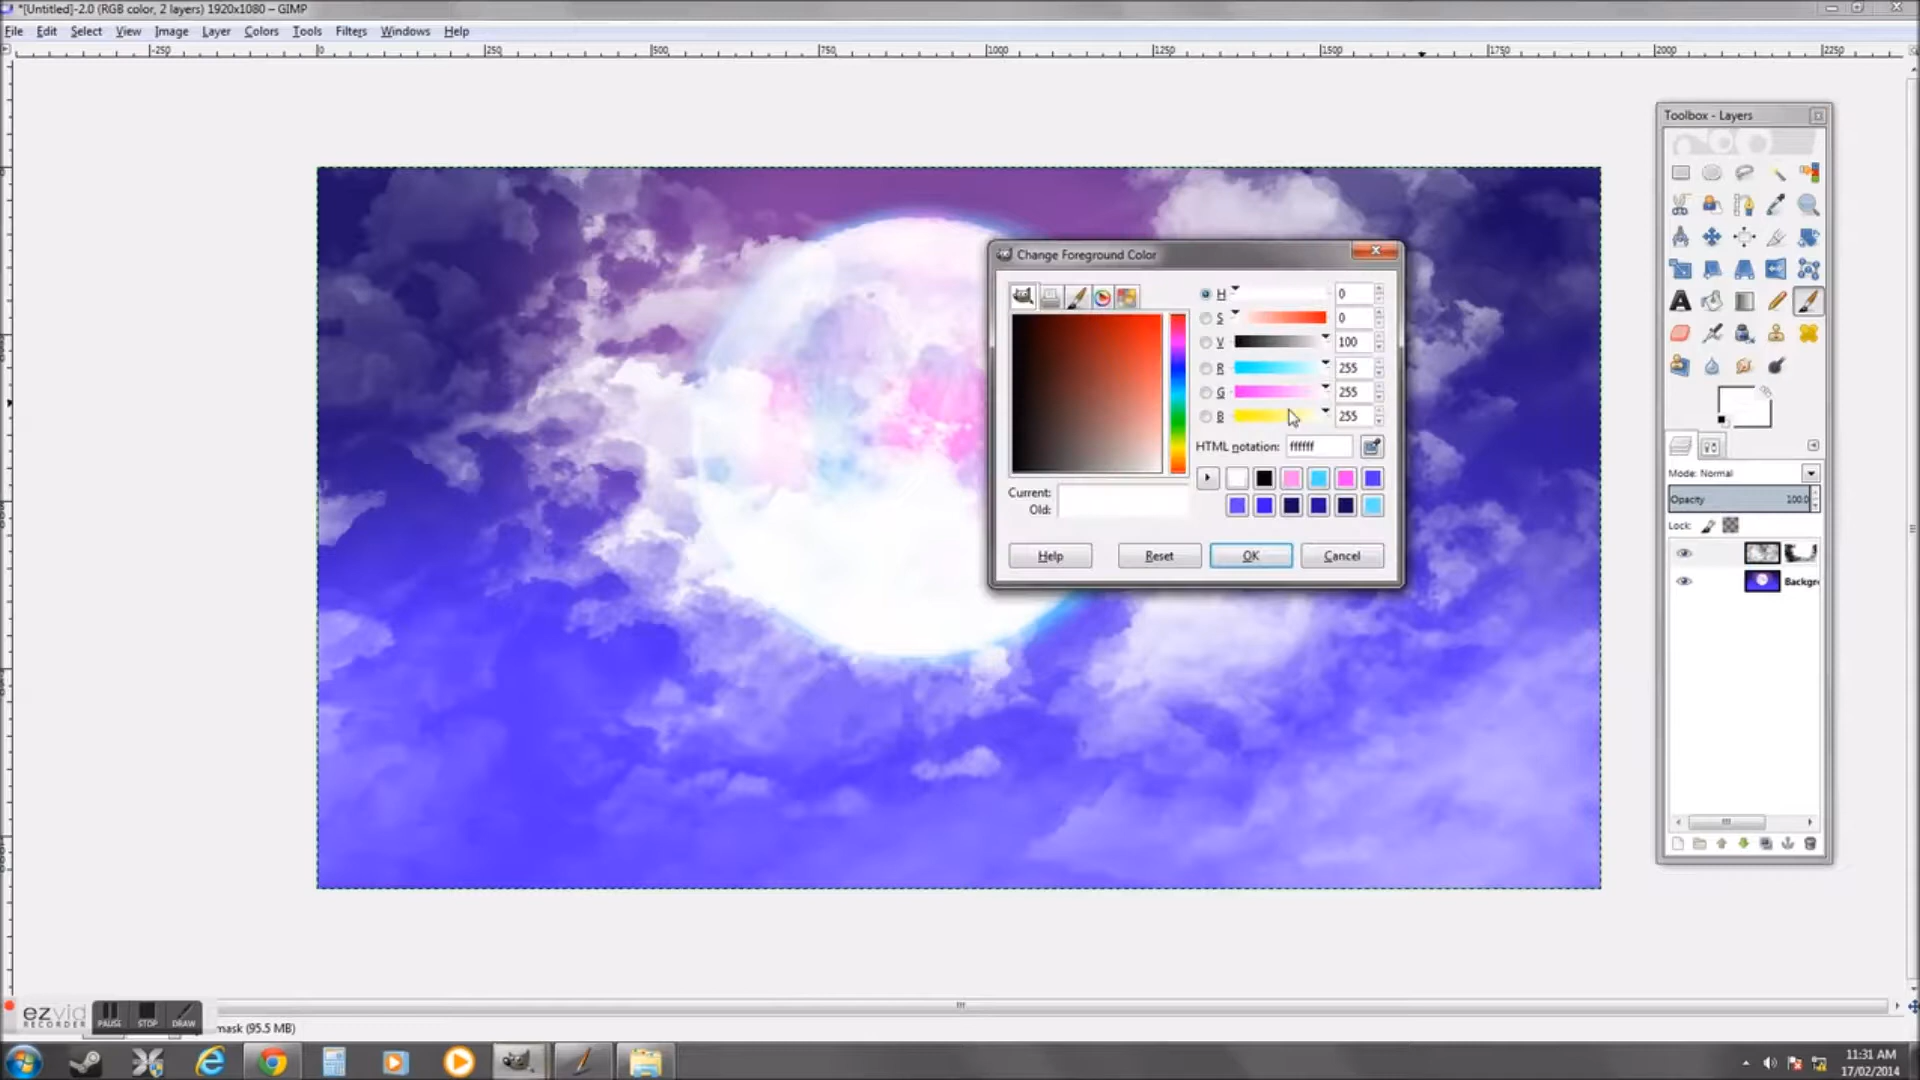 *[Untitled]-2.0 (RGB color, 2 layers) 1920x1080 – GIMP
File Edit Select View Image Layer Colors Tools Filters Windows Help
-250 0 250 500 750 1000 1250 1500 1750 2000 2250
Toolbox - Layers
Change Foreground Color
H 0
S 0
V 100
R 255
G 255
B 255
HTML notation: ffffff
Current:
Old:
Help Reset OK Cancel
Mode: Normal
Opacity 100.0
Lock:
Backgr
ezvid
RECORDER
PAUSE STOP DRAW
mask (95.5 MB)
11:31 AM
17/02/2014